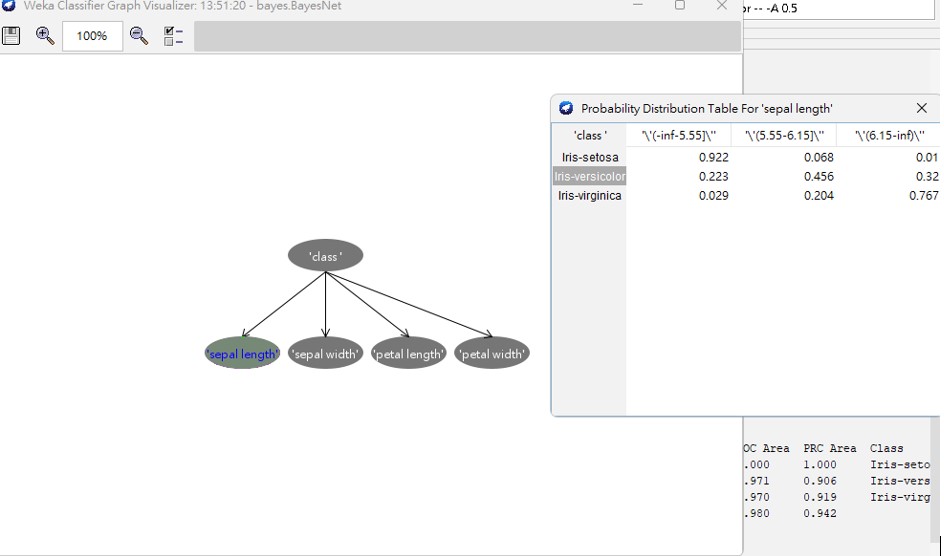 Weka Classifier Graph Visualizer: 13:51:20 - bayes.BayesNet
or -- -A 0.5
100%
Probability Distribution Table For 'sepal length'
'class ' '\'(-inf-5.55]\'' '\'(5.55-6.15]\'' '\'(6.15-inf)\''
Iris-setosa 0.922 0.068 0.01
Iris-versicolor 0.223 0.456 0.32
Iris-virginica 0.029 0.204 0.767
'class '
'sepal length' 'sepal width' 'petal length' 'petal width'
OC Area PRC Area Class
.000 1.000 Iris-seto
.971 0.906 Iris-vers
.970 0.919 Iris-virg
.980 0.942